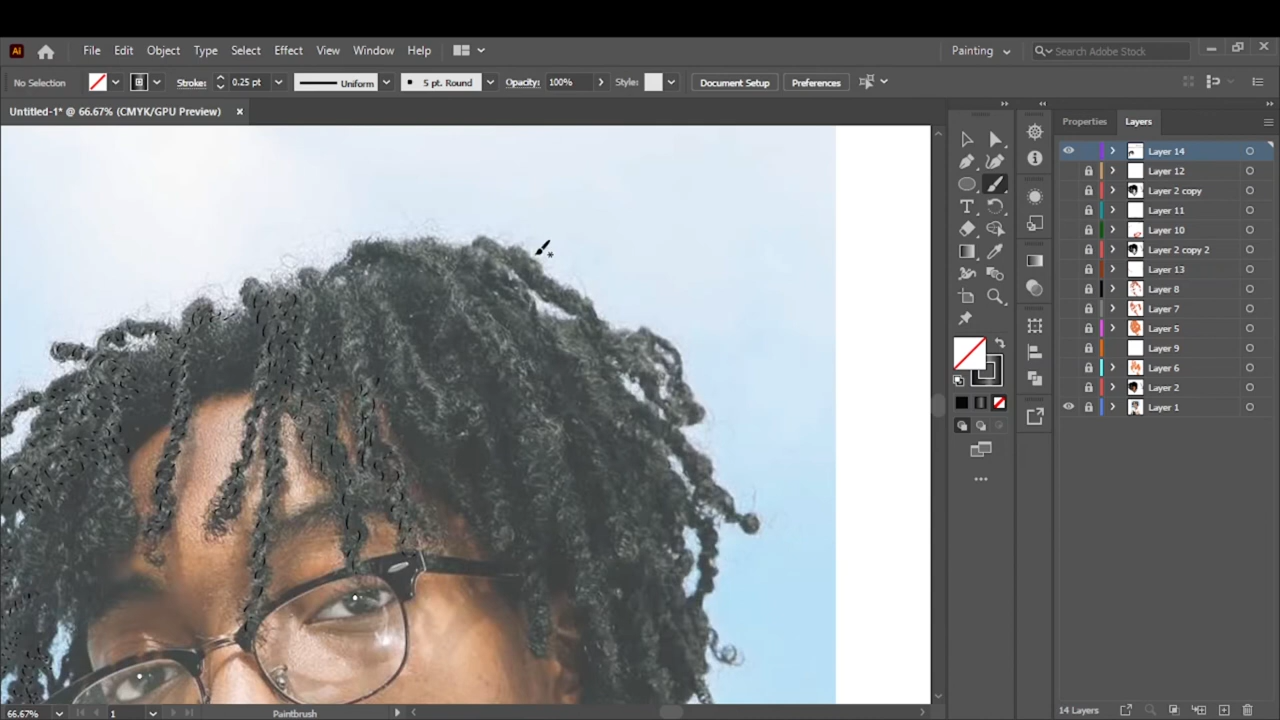 Ai File Edit Object Type Select Effect View Window Help Painting Search Adobe Stock
No Selection Stroke: 0.25 pt Uniform 5 pt. Round Opacity: 100% Style: Document Setup Preferences
Untitled-1* @ 66.67% (CMYK/GPU Preview)
Properties Layers
Layer 14
Layer 12
Layer 2 copy
Layer 11
Layer 10
Layer 2 copy 2
Layer 13
Layer 8
Layer 7
Layer 5
Layer 9
Layer 6
Layer 2
Layer 1
66.67% 1 Paintbrush 14 Layers